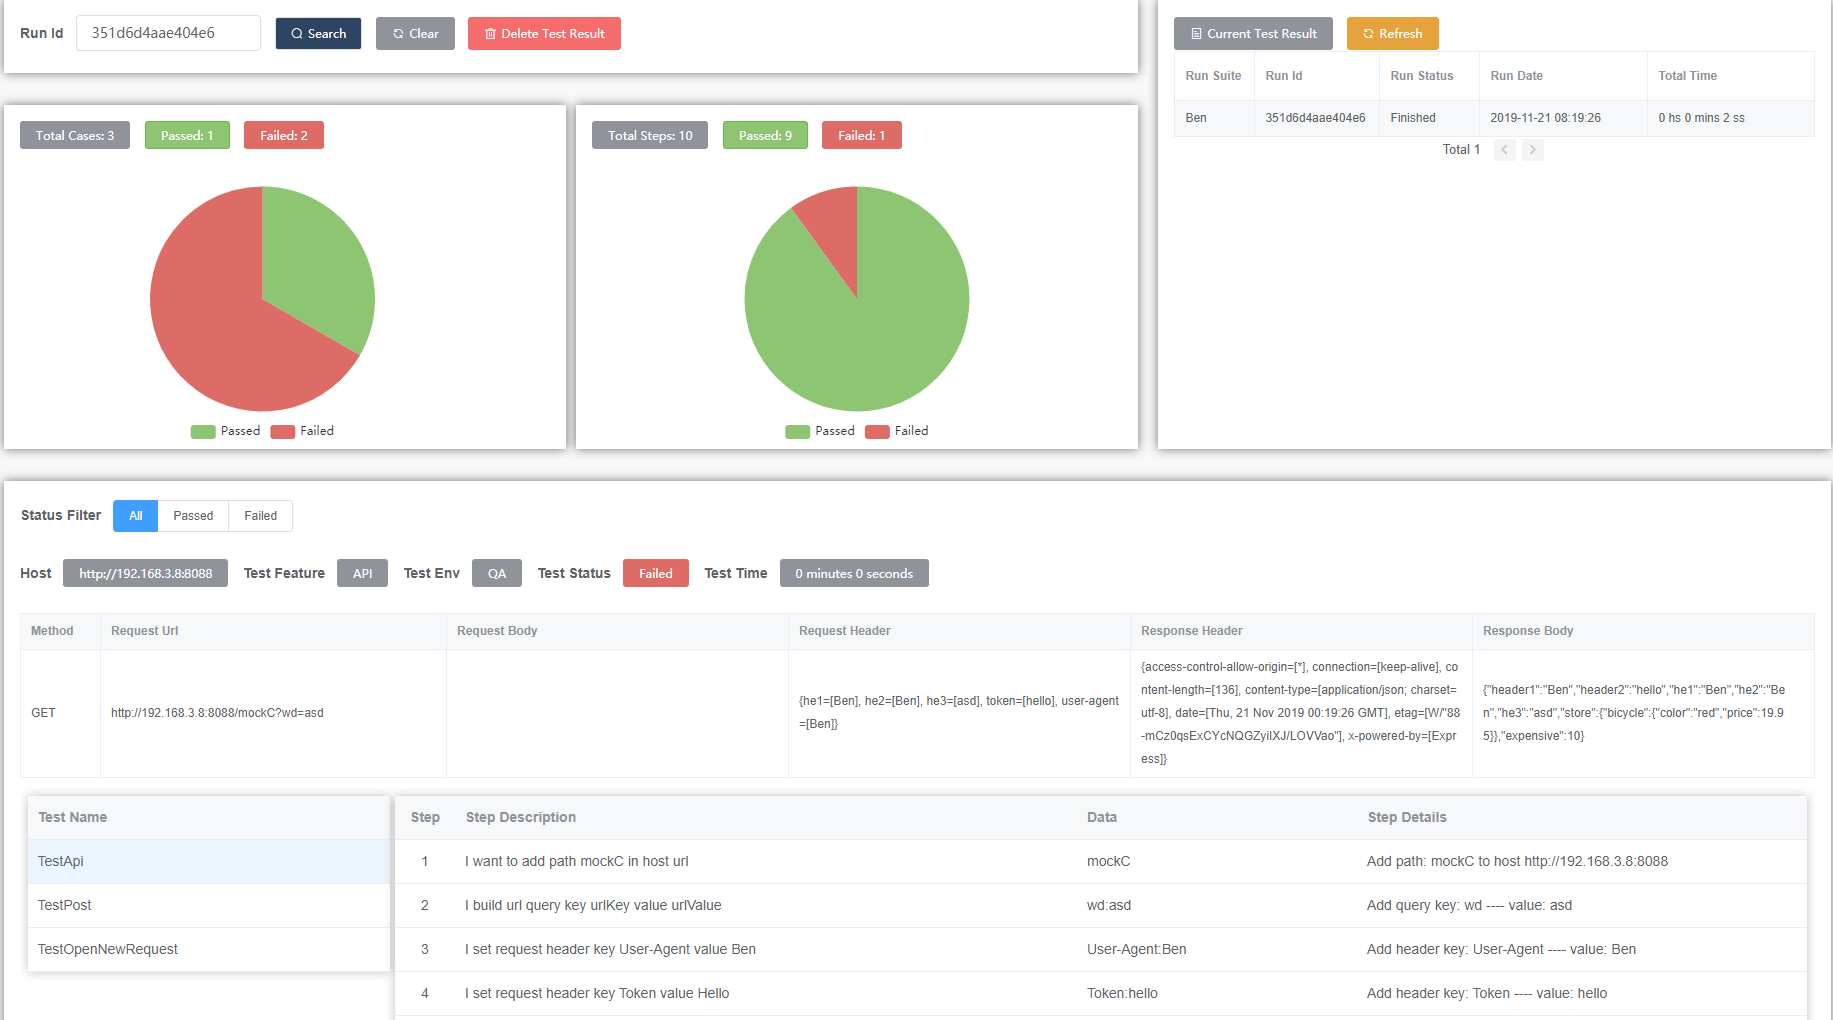 Run Id
351d6d4aae404e6
Search
Clear
Delete Test Result
Current Test Result
Refresh
Run Suite
Run Id
Run Status
Run Date
Total Time
Ben
351d6d4aae404e6
Finished
2019-11-21 08:19:26
0 hs 0 mins 2 ss
Total 1
Total Cases: 3
Passed: 1
Failed: 2
Passed
Failed
Total Steps: 10
Passed: 9
Failed: 1
Passed
Failed
Status Filter
All
Passed
Failed
Host
http://192.168.3.8:8088
Test Feature
API
Test Env
QA
Test Status
Failed
Test Time
0 minutes 0 seconds
Method
Request Url
Request Body
Request Header
Response Header
Response Body
GET
http://192.168.3.8:8088/mockC?wd=asd
{he1=[Ben], he2=[Ben], he3=[asd], token=[hello], user-agent
=[Ben]}
{access-control-allow-origin=[*], connection=[keep-alive], co
ntent-length=[136], content-type=[application/json; charset=
utf-8], date=[Thu, 21 Nov 2019 00:19:26 GMT], etag=[W/"88
-mCz0qsExCYcNQGZyiIXJ/LOVVao"], x-powered-by=[Expr
ess]}
{"header1":"Ben","header2":"hello","he1":"Ben","he2":"Be
n","he3":"asd","store":{"bicycle":{"color":"red","price":19.9
5}},"expensive":10}
Test Name
TestApi
TestPost
TestOpenNewRequest
Step
Step Description
Data
Step Details
1
I want to add path mockC in host url
mockC
Add path: mockC to host http://192.168.3.8:8088
2
I build url query key urlKey value urlValue
wd:asd
Add query key: wd ---- value: asd
3
I set request header key User-Agent value Ben
User-Agent:Ben
Add header key: User-Agent ---- value: Ben
4
I set request header key Token value Hello
Token:hello
Add header key: Token ---- value: hello